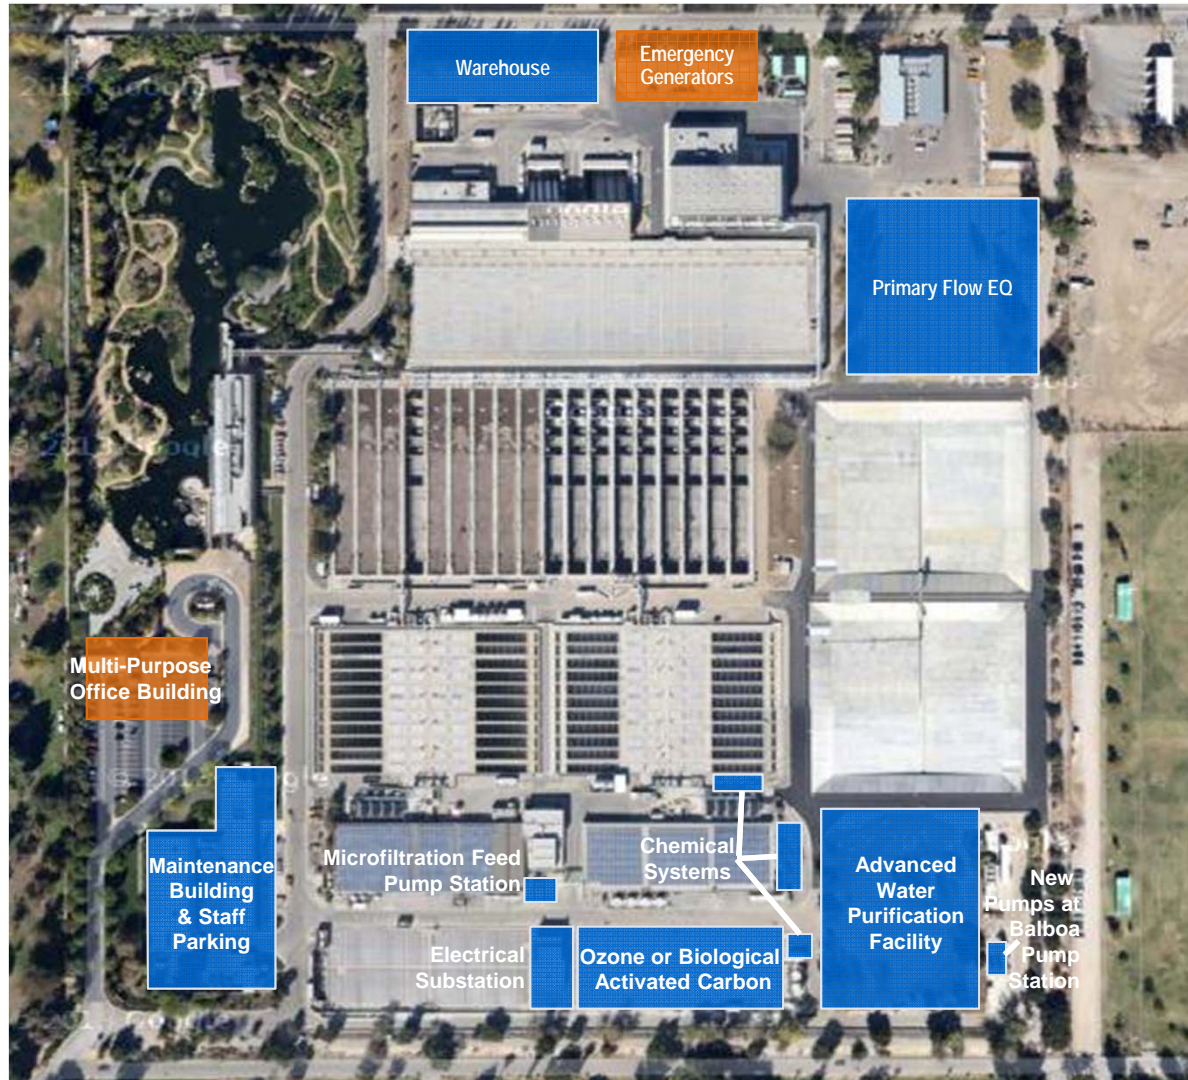 Warehouse
Emergency
Generators
Primary Flow EQ
Multi-Purpose
Office Building
Maintenance
Building
& Staff
Parking
Microfiltration Feed
Pump Station
Chemical
Systems
Advanced
Water
Purification
Facility
New
Pumps at
Balboa
Pump
Station
Electrical
Substation
Ozone or Biological
Activated Carbon